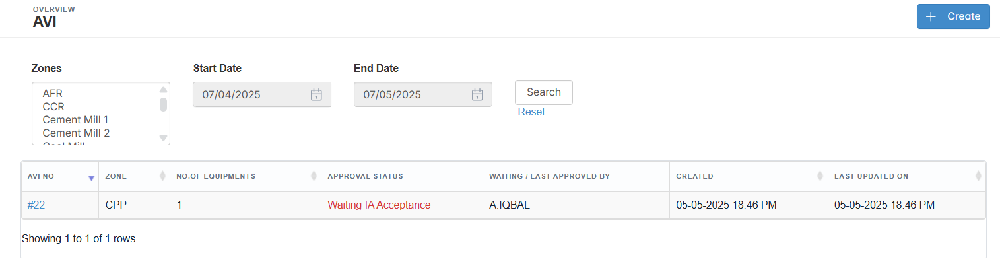 OVERVIEW
AVI
Create
Zones
Start Date
End Date
AFR
CCR
Cement Mill 1
Cement Mill 2
Coal Mill
07/04/2025
07/05/2025
Search
Reset
AVI NO ZONE NO.OF EQUIPMENTS APPROVAL STATUS WAITING / LAST APPROVED BY CREATED LAST UPDATED ON
#22 CPP 1 Waiting IA Acceptance A.IQBAL 05-05-2025 18:46 PM 05-05-2025 18:46 PM
Showing 1 to 1 of 1 rows